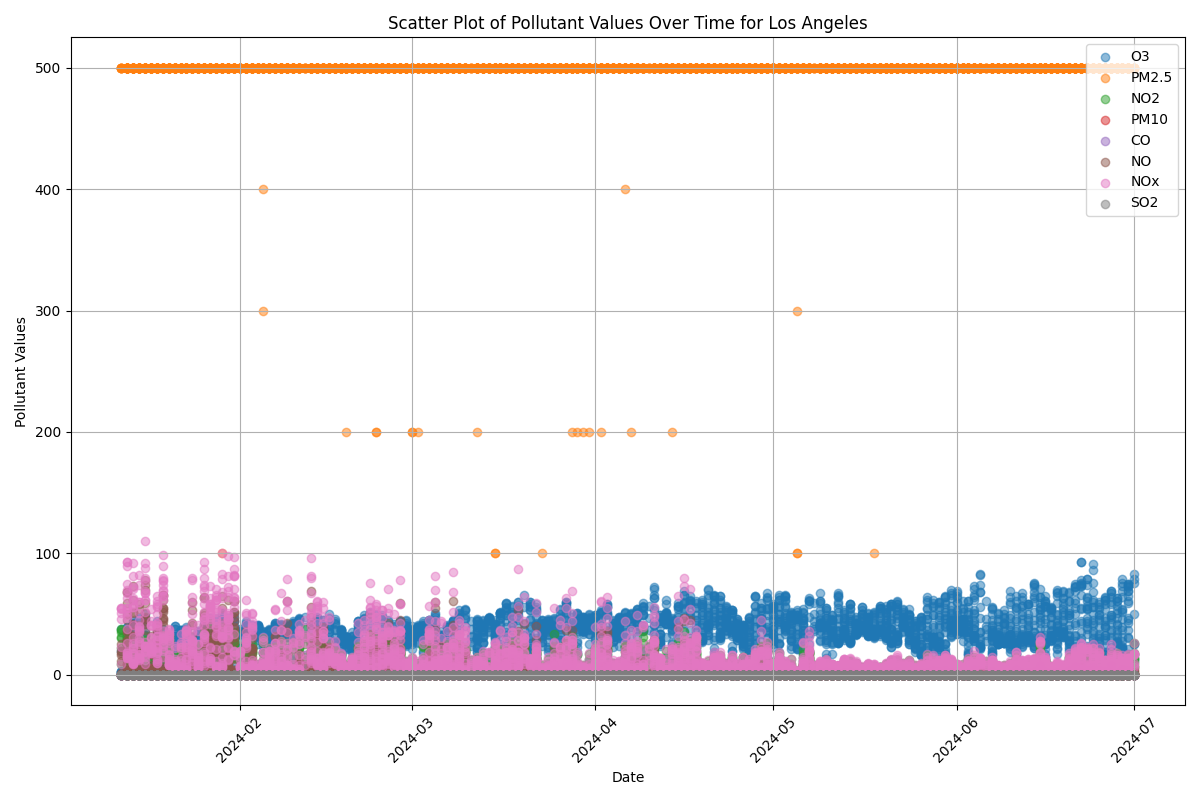 Scatter Plot of Pollutant Values Over Time for Los Angeles
O3
PM2.5
NO2
PM10
CO
NO
NOx
SO2
500
400
300
200
100
0
Pollutant Values
2024-02
2024-03
2024-04
2024-05
2024-06
2024-07
Date